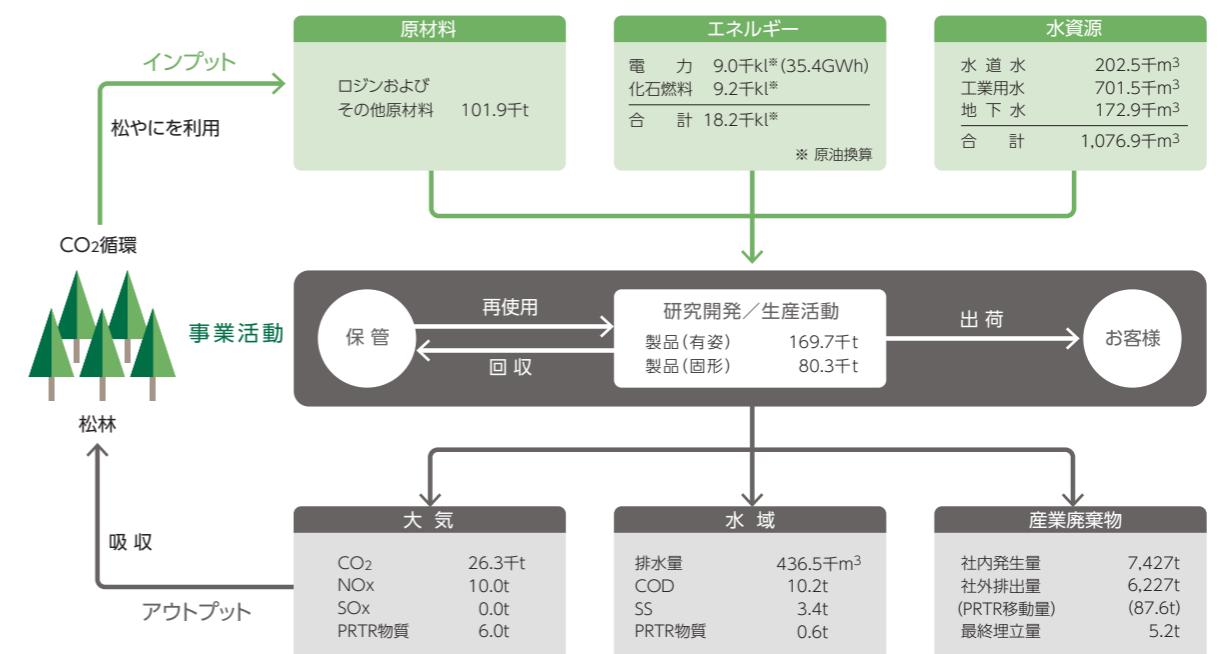 インプット
松やにを利用
CO2循環
松林
吸 収
アウトプット
原材料
ロジンおよび
その他原材料 101.9千t
エネルギー
電 力 9.0千kl※(35.4GWh)
化石燃料 9.2千kl※
合 計 18.2千kl※
※ 原油換算
水資源
水 道 水 202.5千m3
工業用水 701.5千m3
地 下 水 172.9千m3
合 計 1,076.9千m3
事業活動
保 管
再使用
回 収
研究開発／生産活動
製品(有姿) 169.7千t
製品(固形) 80.3千t
出 荷
お客様
大 気
CO2 26.3千t
NOx 10.0t
SOx 0.0t
PRTR物質 6.0t
水 域
排水量 436.5千m3
COD 10.2t
SS 3.4t
PRTR物質 0.6t
産業廃棄物
社内発生量 7,427t
社外排出量 6,227t
(PRTR移動量) (87.6t)
最終埋立量 5.2t